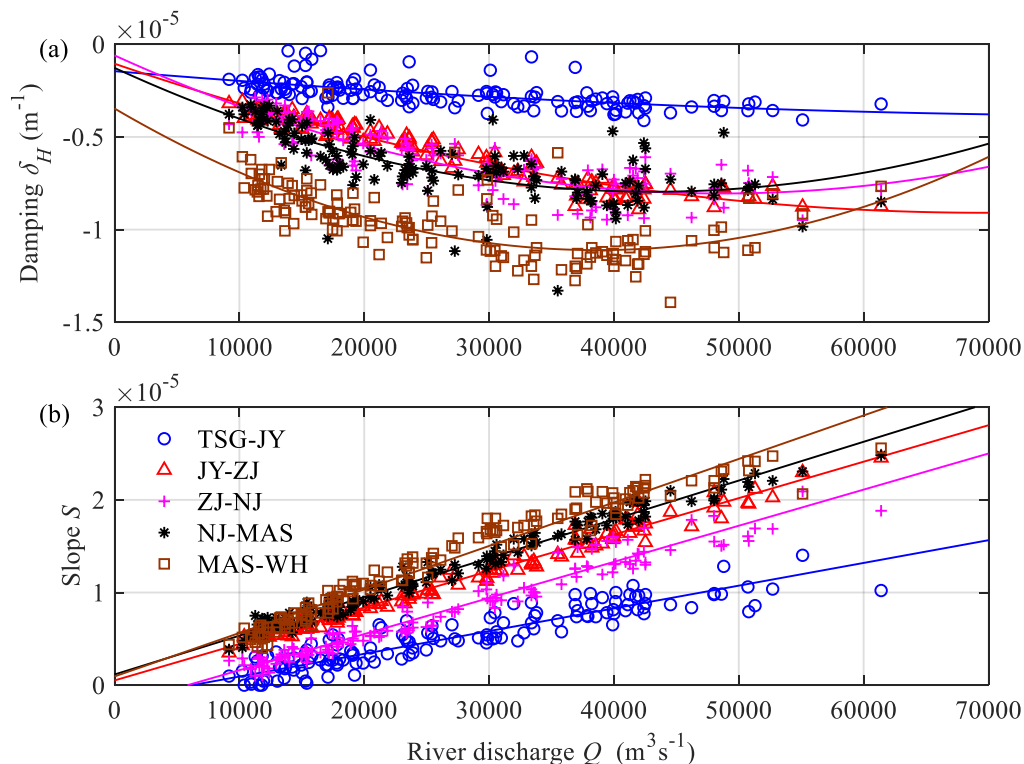 ×10⁻⁵
(a)
0
-0.5
-1
-1.5
Damping δ_H (m⁻¹)
0 10000 20000 30000 40000 50000 60000 70000
×10⁻⁵
(b)
3
2
1
0
Slope S
TSG-JY
JY-ZJ
ZJ-NJ
NJ-MAS
MAS-WH
0 10000 20000 30000 40000 50000 60000 70000
River discharge Q (m³s⁻¹)